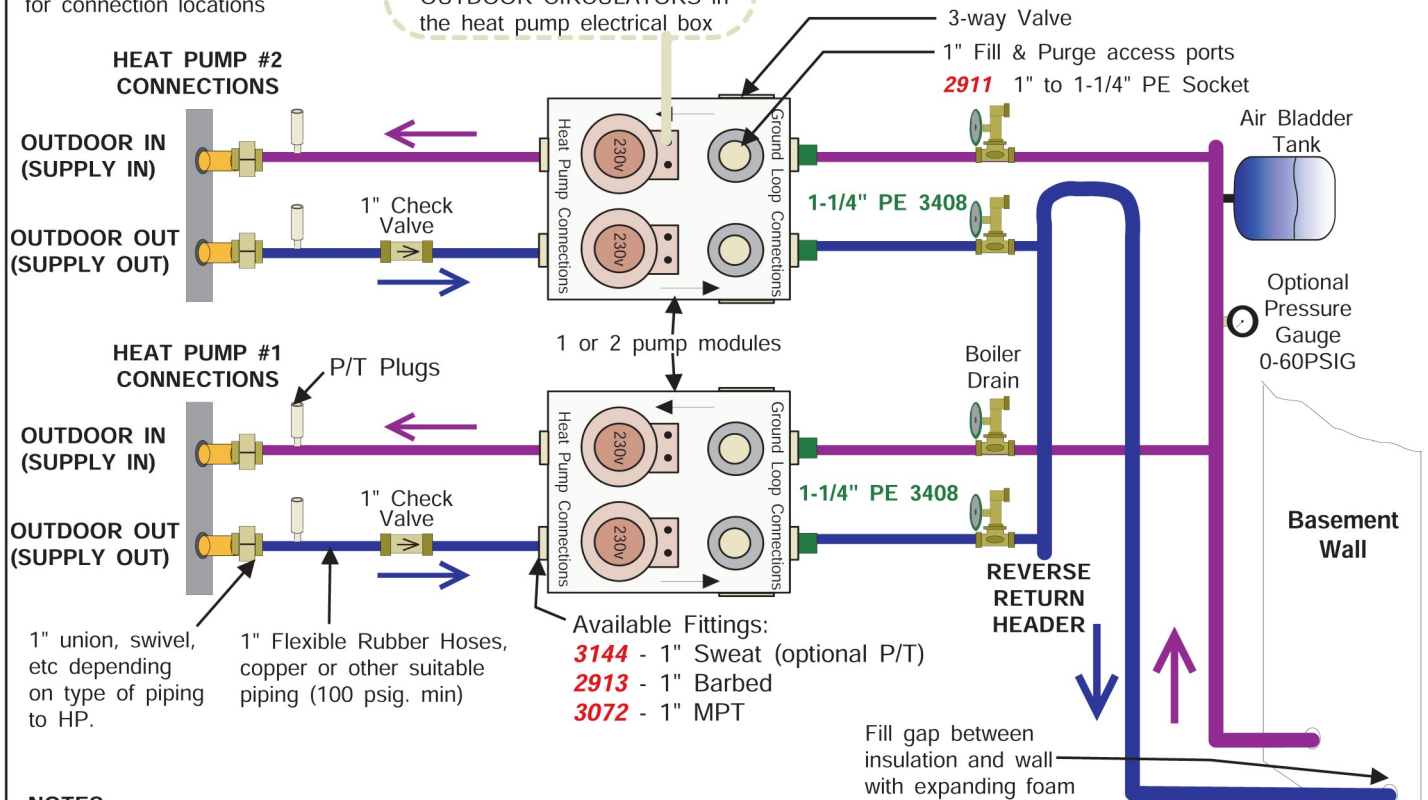 for connection locations
OUTDOOR CIRCULATORS in
the heat pump electrical box
3-way Valve
1" Fill & Purge access ports
2911 1" to 1-1/4" PE Socket
HEAT PUMP #2
CONNECTIONS
OUTDOOR IN
(SUPPLY IN)
OUTDOOR OUT
(SUPPLY OUT)
1" Check
Valve
Heat Pump Connections
230v
230v
Ground Loop Connections
1-1/4" PE 3408
Air Bladder
Tank
Optional
Pressure
Gauge
0-60PSIG
1 or 2 pump modules
HEAT PUMP #1
CONNECTIONS
P/T Plugs
OUTDOOR IN
(SUPPLY IN)
OUTDOOR OUT
(SUPPLY OUT)
1" Check
Valve
Heat Pump Connections
230v
230v
Ground Loop Connections
Boiler
Drain
1-1/4" PE 3408
Basement
Wall
REVERSE
RETURN
HEADER
1" union, swivel,
etc depending
on type of piping
to HP.
1" Flexible Rubber Hoses,
copper or other suitable
piping (100 psig. min)
Available Fittings:
3144 - 1" Sweat (optional P/T)
2913 - 1" Barbed
3072 - 1" MPT
Fill gap between
insulation and wall
with expanding foam
NOTES